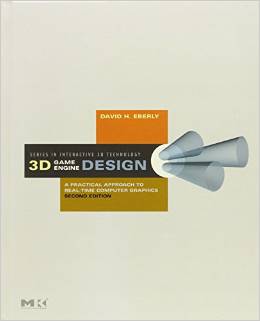 DAVID H. EBERLY
SERIES IN INTERACTIVE 3D TECHNOLOGY
3D GAME ENGINE DESIGN
A PRACTICAL APPROACH TO
REAL-TIME COMPUTER GRAPHICS
SECOND EDITION
MK